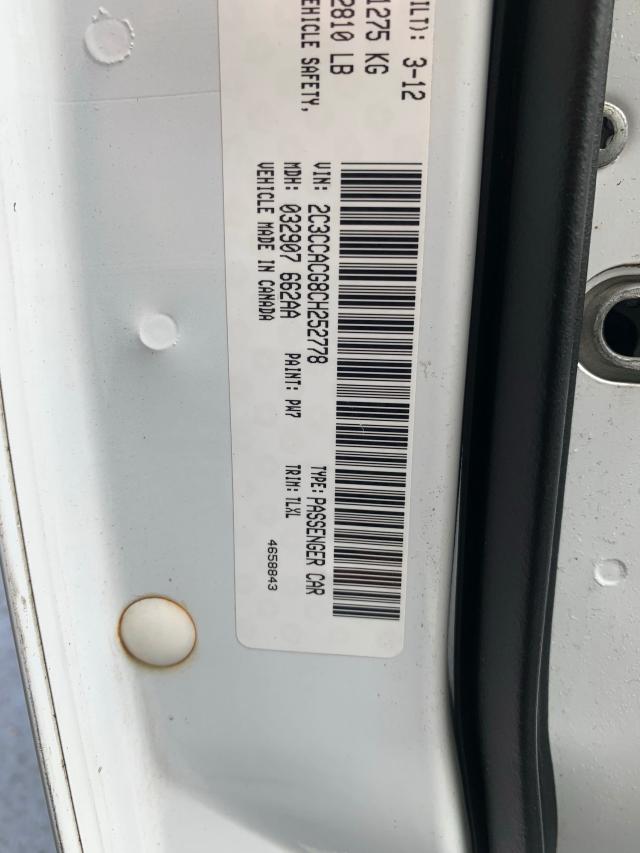 ILT): 3-12
1275 KG
2810 LB
VEHICLE SAFETY,
VIN: 2C3CCACG8CH252778
TYPE: PASSENGER CAR
MDH: 032907 662AA PAINT: PW7 TRIM: TLXL
VEHICLE MADE IN CANADA
4658843